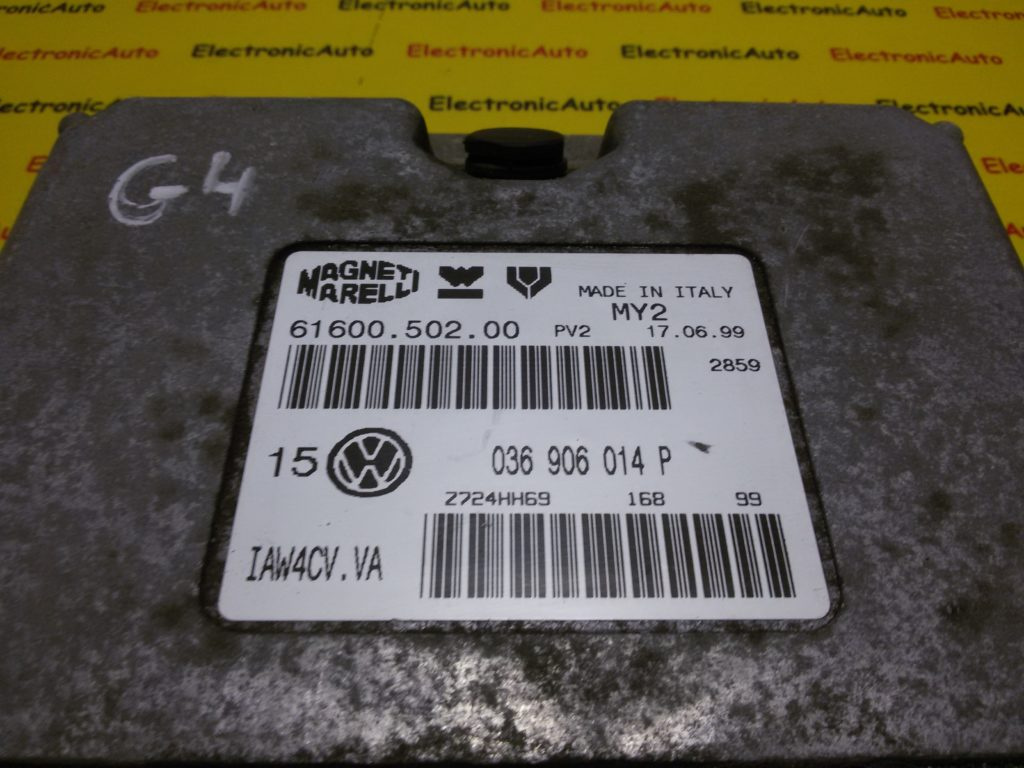 ElectronicAuto ElectronicAuto ElectronicAuto ElectronicAuto ElectronicAuto
ElectronicAuto ElectronicAuto ElectronicAuto ElectronicAuto ElectronicAuto
ElectronicAuto ElectronicAuto
G4
MAGNETI MARELLI
MADE IN ITALY
MY2
61600.502.00 PV2 17.06.99
2859
15 036 906 014 P
Z724HH69 168 99
IAW4CV.VA